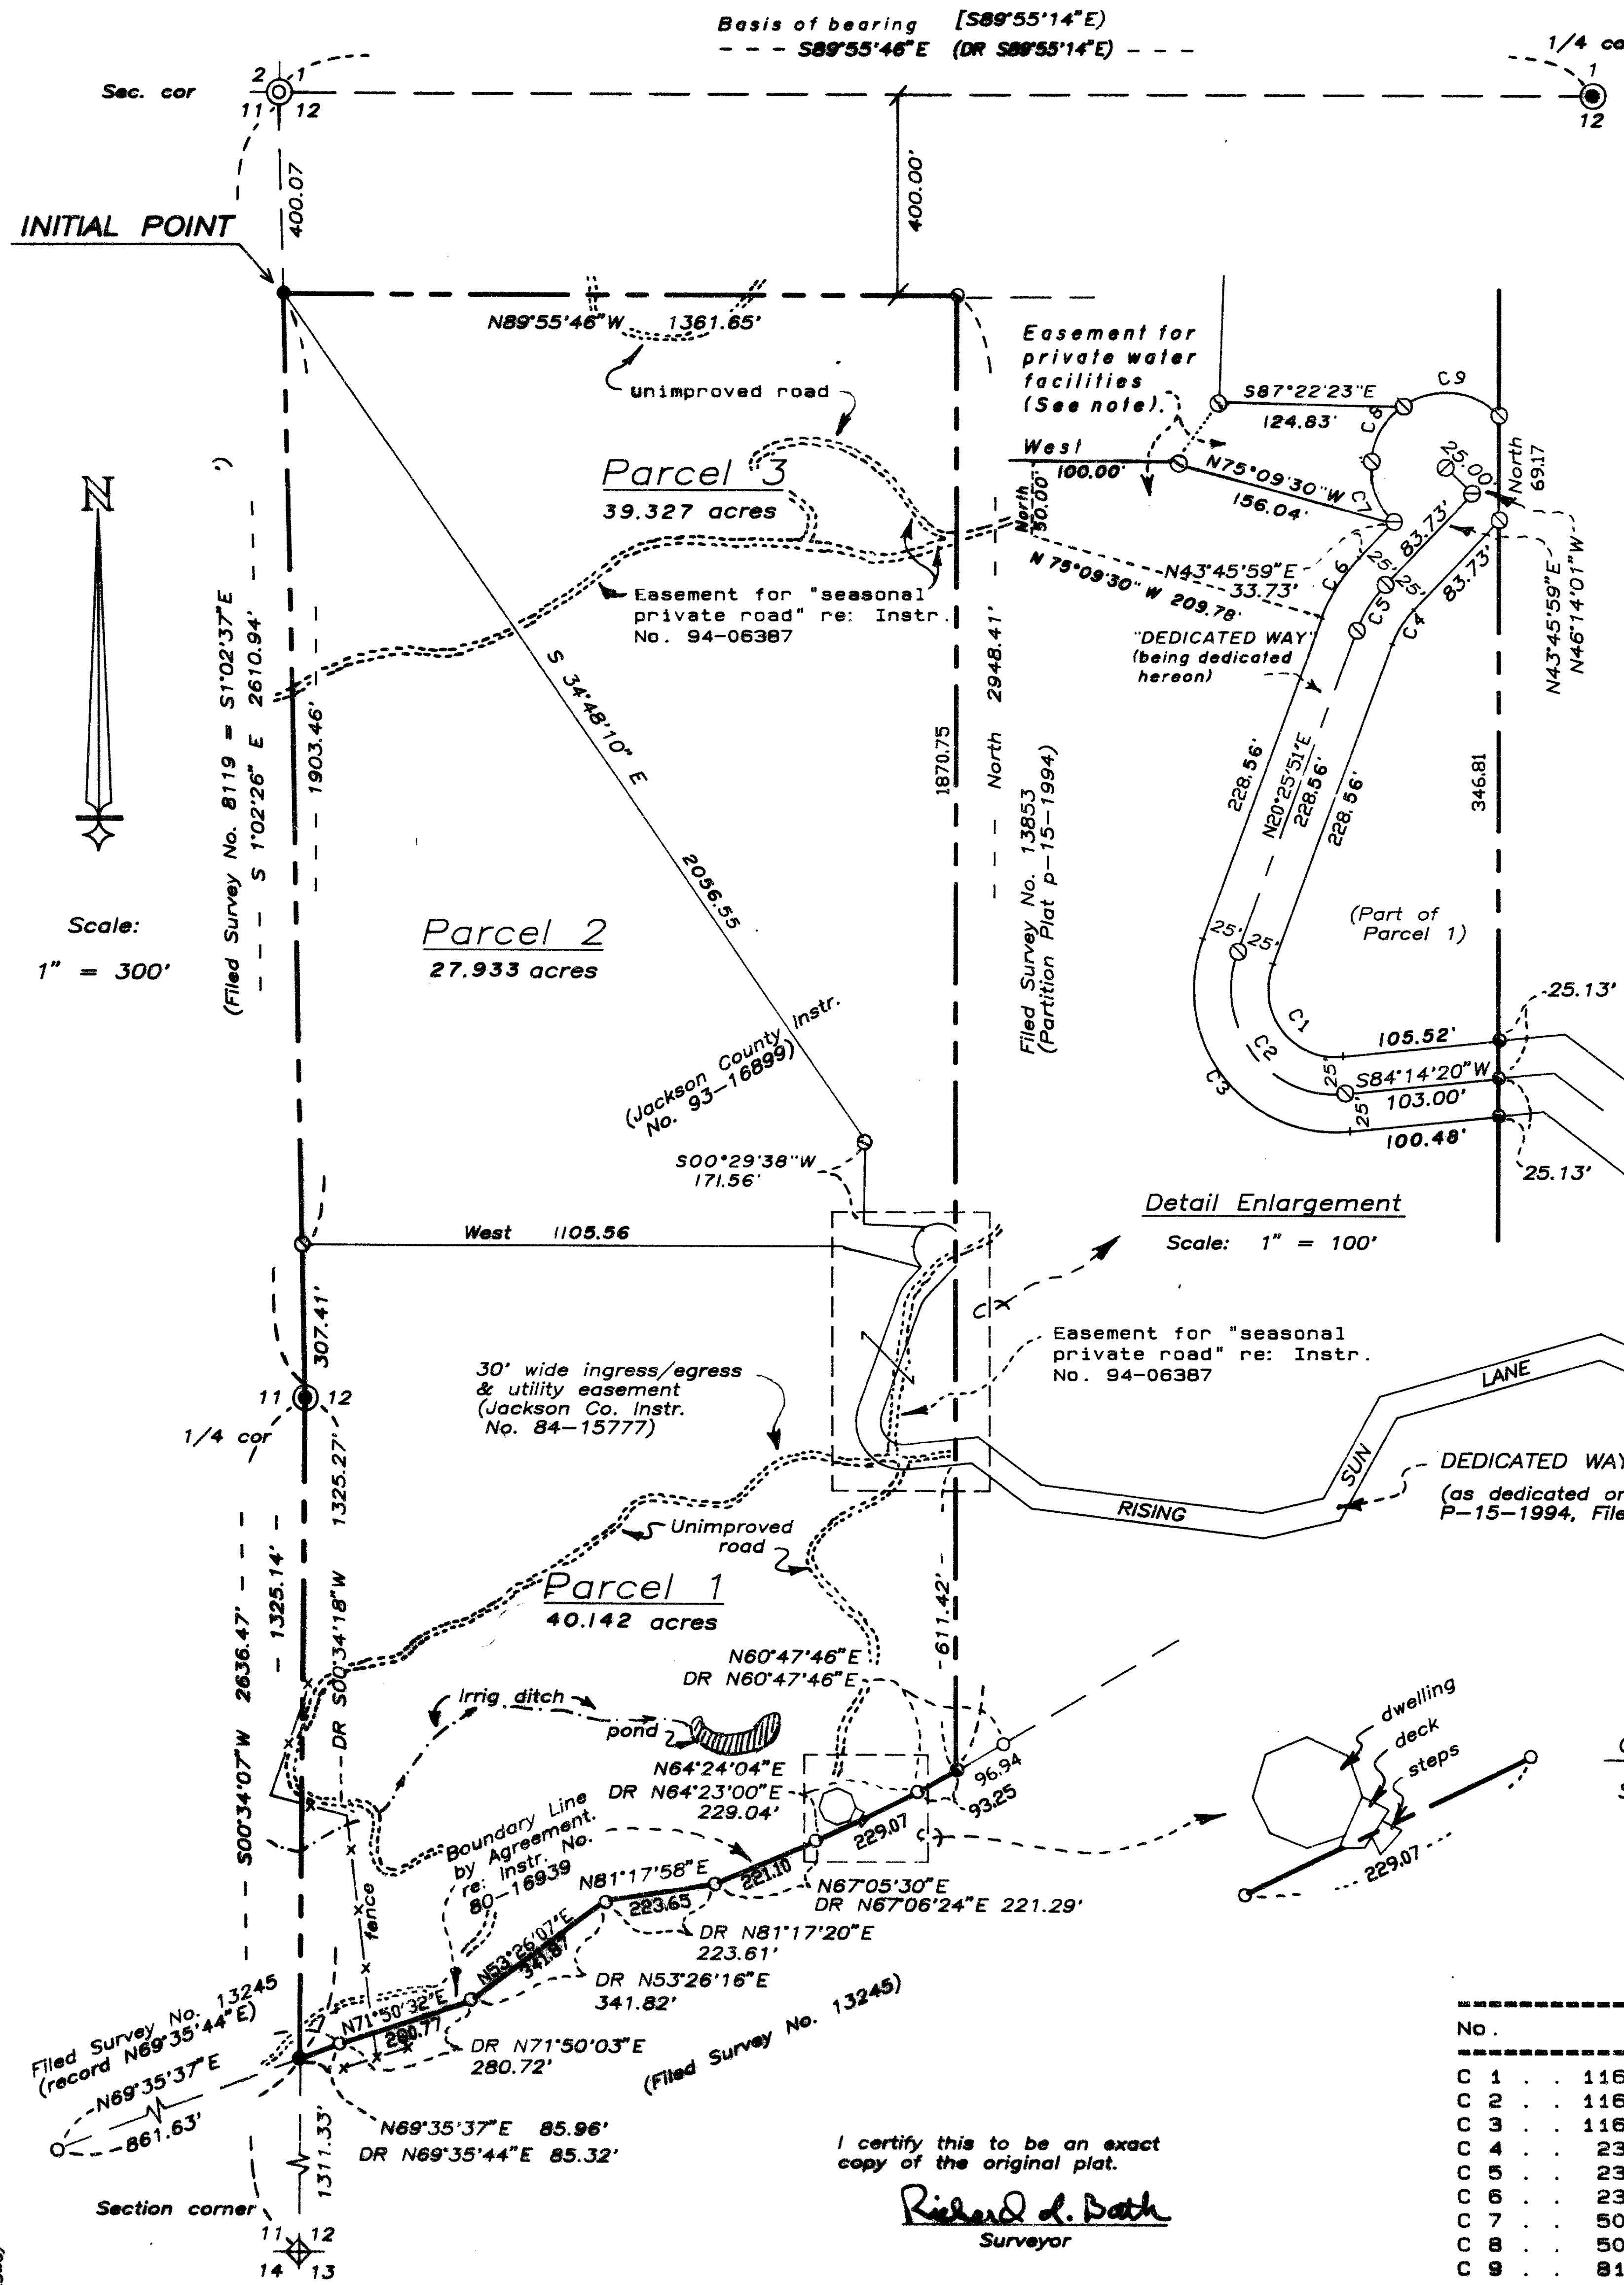 Basis of bearing [S89°55'14"E)
- - - S89°55'46"E (DR S89°55'14"E) - - -
Sec. cor
2 1
11 12
1
12
400.07
400.00'
INITIAL POINT
N89°55'46"W 1361.65'
unimproved road
Parcel 3
39.327 acres
Easement for "seasonal
private road" re: Instr.
No. 94-06387
N
Scale:
1" = 300'
(Filed Survey No. 8119 = S1°02'37"E ')
- - - S 1°02'26" E 2610.94' - - -
1903.46'
S 34°48'10" E
2056.55
Parcel 2
27.933 acres
(Jackson County Instr.
No. 93-16899)
S00°29'38"W
171.56'
1870.75
- - - North 2948.41' - - -
Filed Survey No. 13853
(Partition Plat p-15-1994)
Easement for
private water
facilities
(See note).
S87°22'23"E
124.83'
C9
C8
West
100.00'
North
50.00'
N75°09'30"W
156.04'
C7
25.00'
North
69.17
83.73'
83.73'
N 75°09'30" W 209.78'
N43°45'59"E
33.73'
C6
25' 25'
C5
C4
N43°45'59"E
N46°14'01"W
"DEDICATED WAY"
(being dedicated
hereon)
228.56'
N20°25'51"E
228.56'
228.56'
346.81
(Part of
Parcel 1)
25' 25'
C1
C2
C3
25.13'
105.52'
25'
S84°14'20"W
103.00'
25'
100.48'
25.13'
Detail Enlargement
Scale: 1" = 100'
West 1105.56
307.41'
11 12
1/4 cor
30' wide ingress/egress
& utility easement
(Jackson Co. Instr.
No. 84-15777)
Easement for "seasonal
private road" re: Instr.
No. 94-06387
RISING
SUN
LANE
DEDICATED WAY
P-15-1994,
Unimproved
road
Parcel 1
40.142 acres
1325.27'
DR S00°34'18"W
- 1325.14' -
- - - S00°34'07"W 2636.47' - - -
- 611.42' -
N60°47'46"E
DR N60°47'46"E
Irrig. ditch
pond
N64°24'04"E
DR N64°23'00"E
229.04'
96.94
93.25
229.07
dwelling
deck
steps
229.07
Boundary Line
by Agreement.
re: Instr. No.
80-16939
fence
N81°17'58"E
223.65
221.10
N67°05'30"E
DR N67°06'24"E 221.29'
DR N81°17'20"E
223.61'
N53°26'07"E
341.87
DR N53°26'16"E
341.82'
N71°50'32"E
280.77
DR N71°50'03"E
280.72'
(Filed Survey No. 13245)
Filed Survey No. 13245
(record N69°35'44"E)
N69°35'37"E
861.63'
N69°35'37"E 85.96'
DR N69°35'44"E 85.32'
1311.33'
Section corner
11 12
14 13
I certify this to be an exact
copy of the original plat.
Richard L. Bath
Surveyor
No.
C 1 . . 116
C 2 . . 116
C 3 . . 116
C 4 . . 23
C 5 . . 23
C 6 . . 23
C 7 . . 50
C 8 . . 50
C 9 . . 81